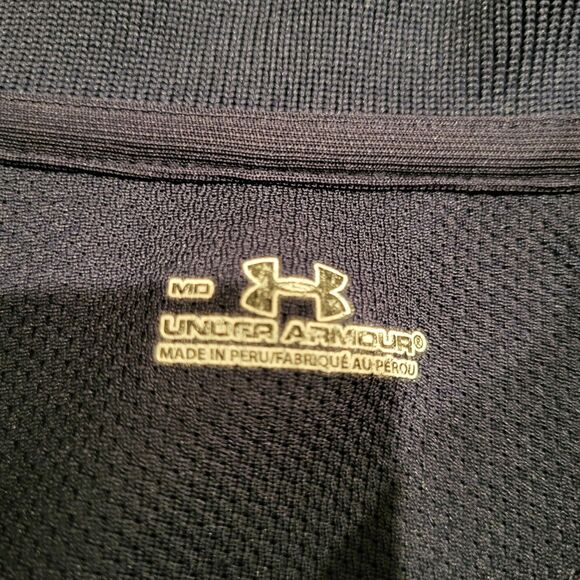 MD
UNDER ARMOUR®
MADE IN PERU/FABRIQUÉ AU PÉROU